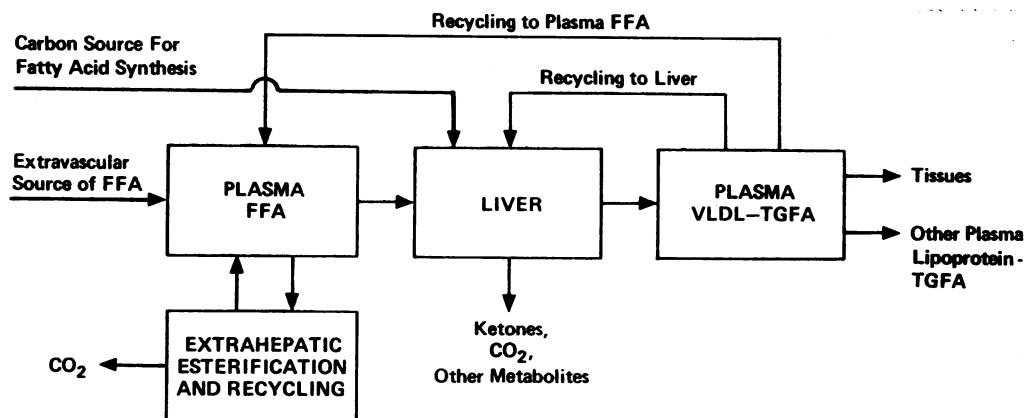 Recycling to Plasma FFA
Carbon Source For
Fatty Acid Synthesis
Recycling to Liver
Extravascular
Source of FFA
PLASMA
FFA
LIVER
PLASMA
VLDL–TGFA
Tissues
Other Plasma
Lipoprotein-
TGFA
EXTRAHEPATIC
ESTERIFICATION
AND RECYCLING
CO₂
Ketones,
CO₂,
Other Metabolites